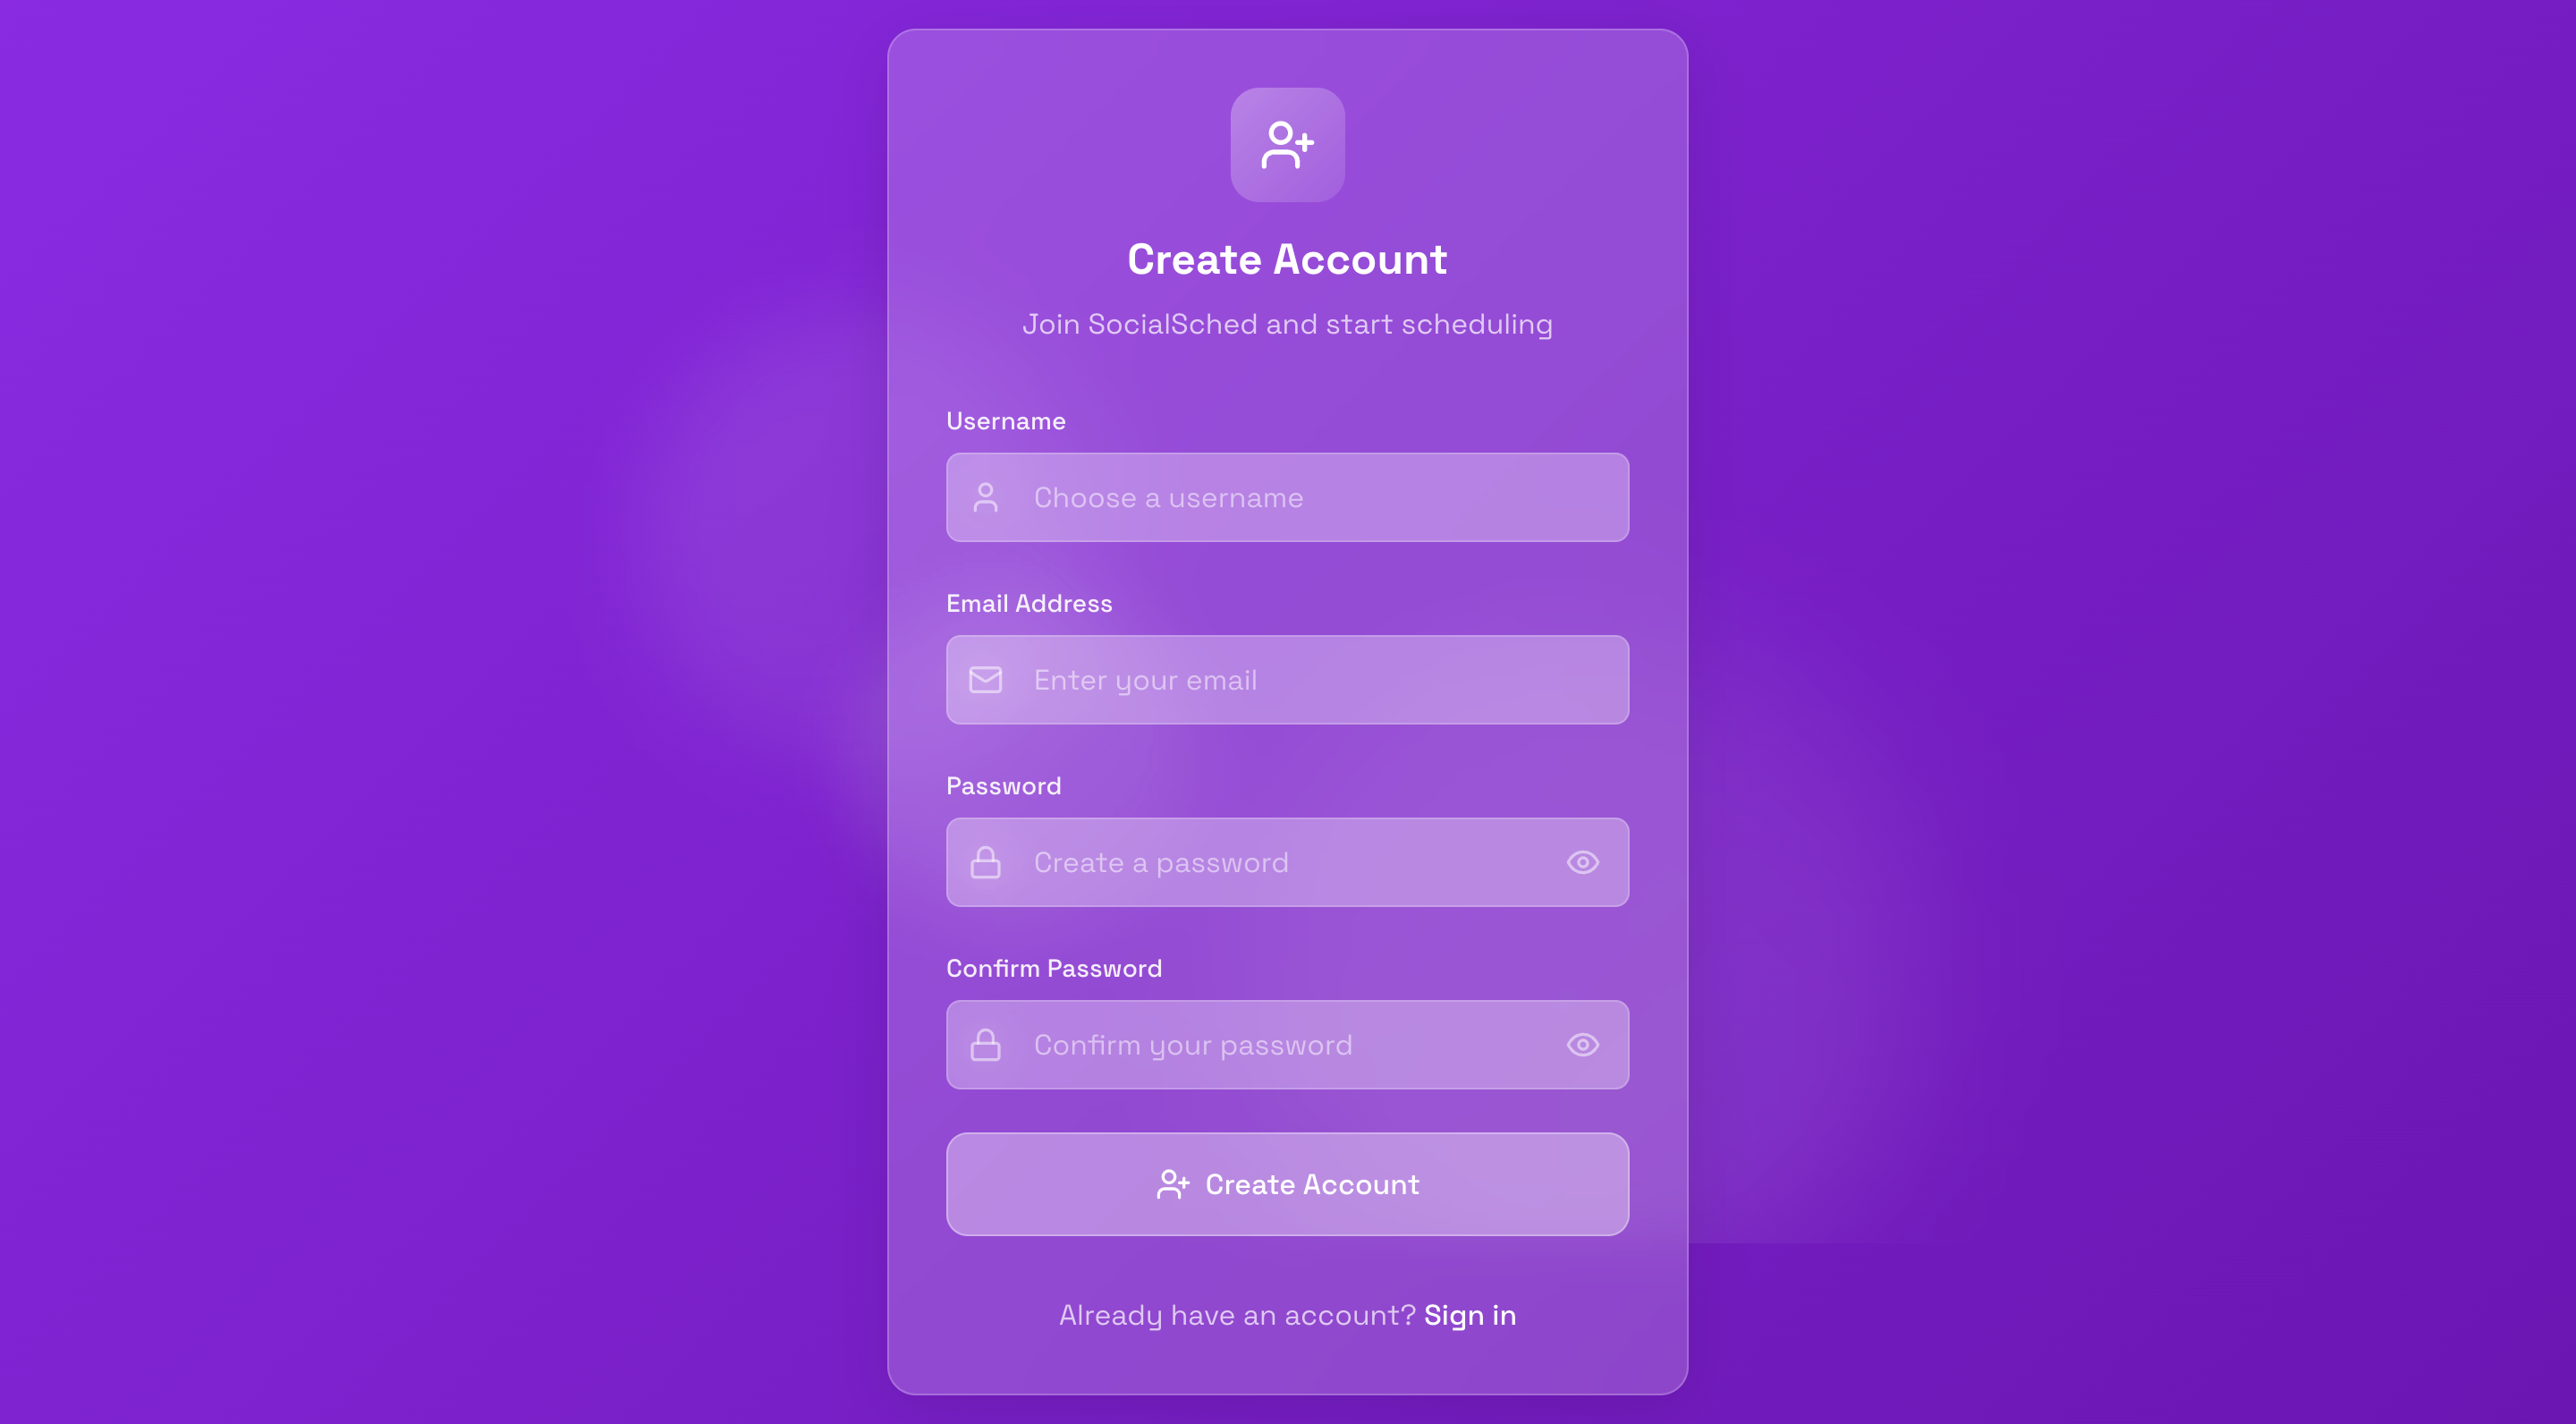 Create Account
Join SocialSched and start scheduling
Username
Choose a username
Email Address
Enter your email
Password
Create a password
Confirm Password
Confirm your password
Create Account
Already have an account? Sign in